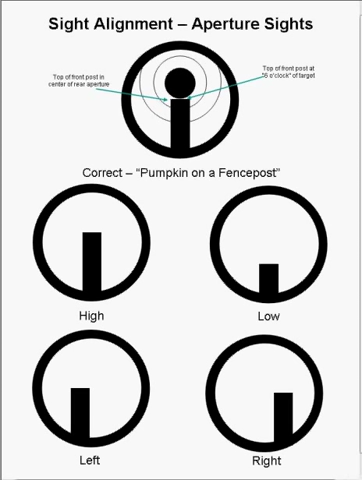 Sight Alignment – Aperture Sights
Top of front post in
center of rear aperture
Top of front post at
"6 o'clock" of target
Correct – “Pumpkin on a Fencepost”
High
Low
Left
Right